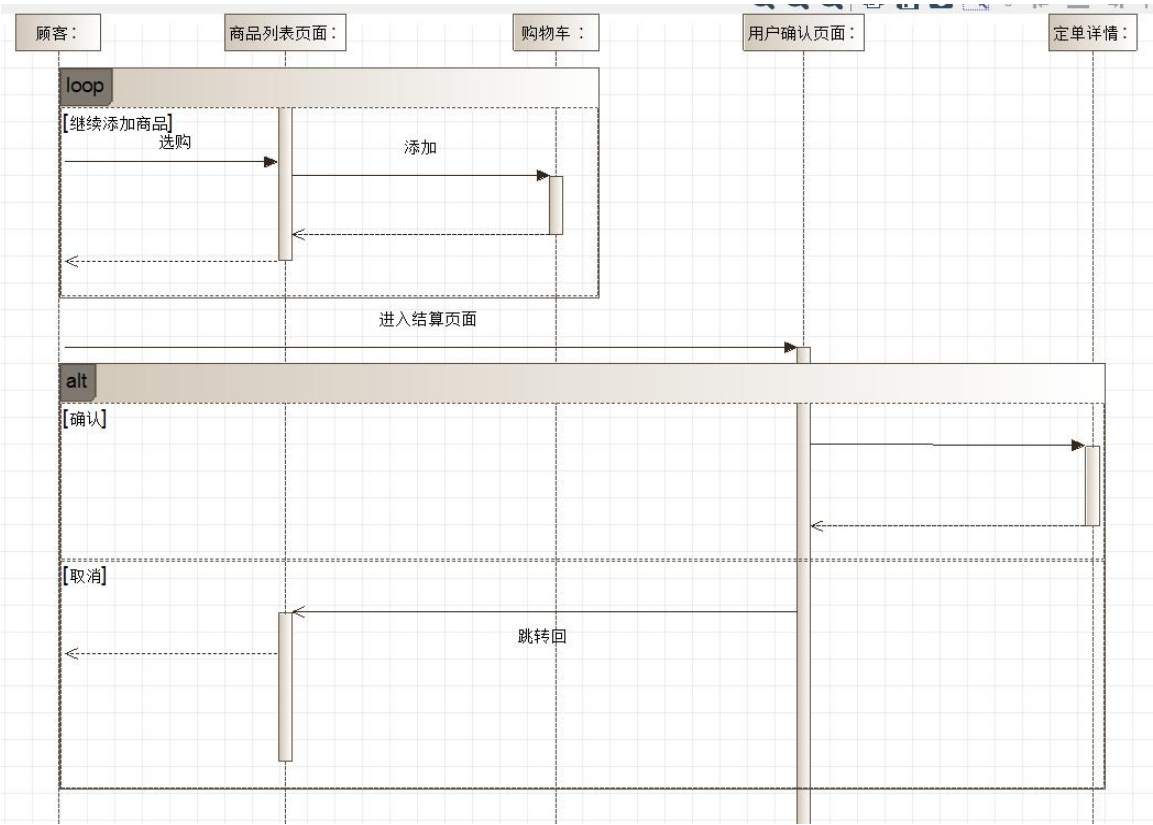 顾客：
商品列表页面：
购物车 ：
用户确认页面：
定单详情：
loop
[继续添加商品]
选购
添加
进入结算页面
alt
[确认]
[取消]
跳转回